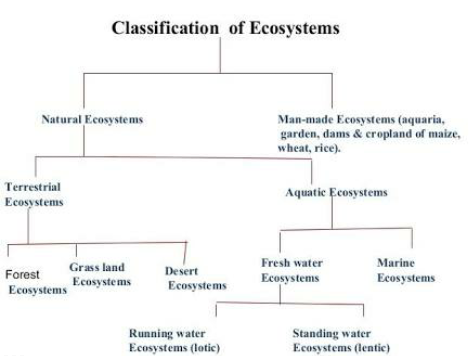 Classification of Ecosystems
Natural Ecosystems
Man-made Ecosystems (aquaria,
garden, dams & cropland of maize,
wheat, rice).
Terrestrial
Ecosystems
Aquatic Ecosystems
Forest
Ecosystems
Grass land
Ecosystems
Desert
Ecosystems
Fresh water
Ecosystems
Marine
Ecosystems
Running water
Ecosystems (lotic)
Standing water
Ecosystems (lentic)